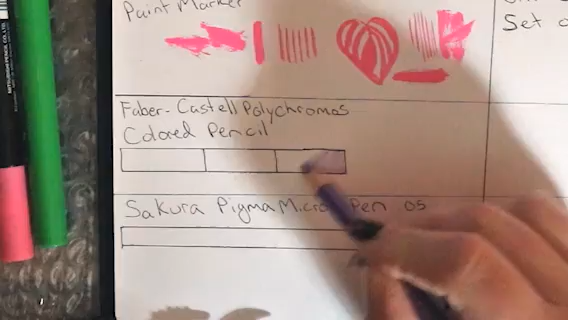 Paint Marker
Set
Faber-Castell Polychromos
Colored Pencil
Sakura Pigma Micron Pen 05